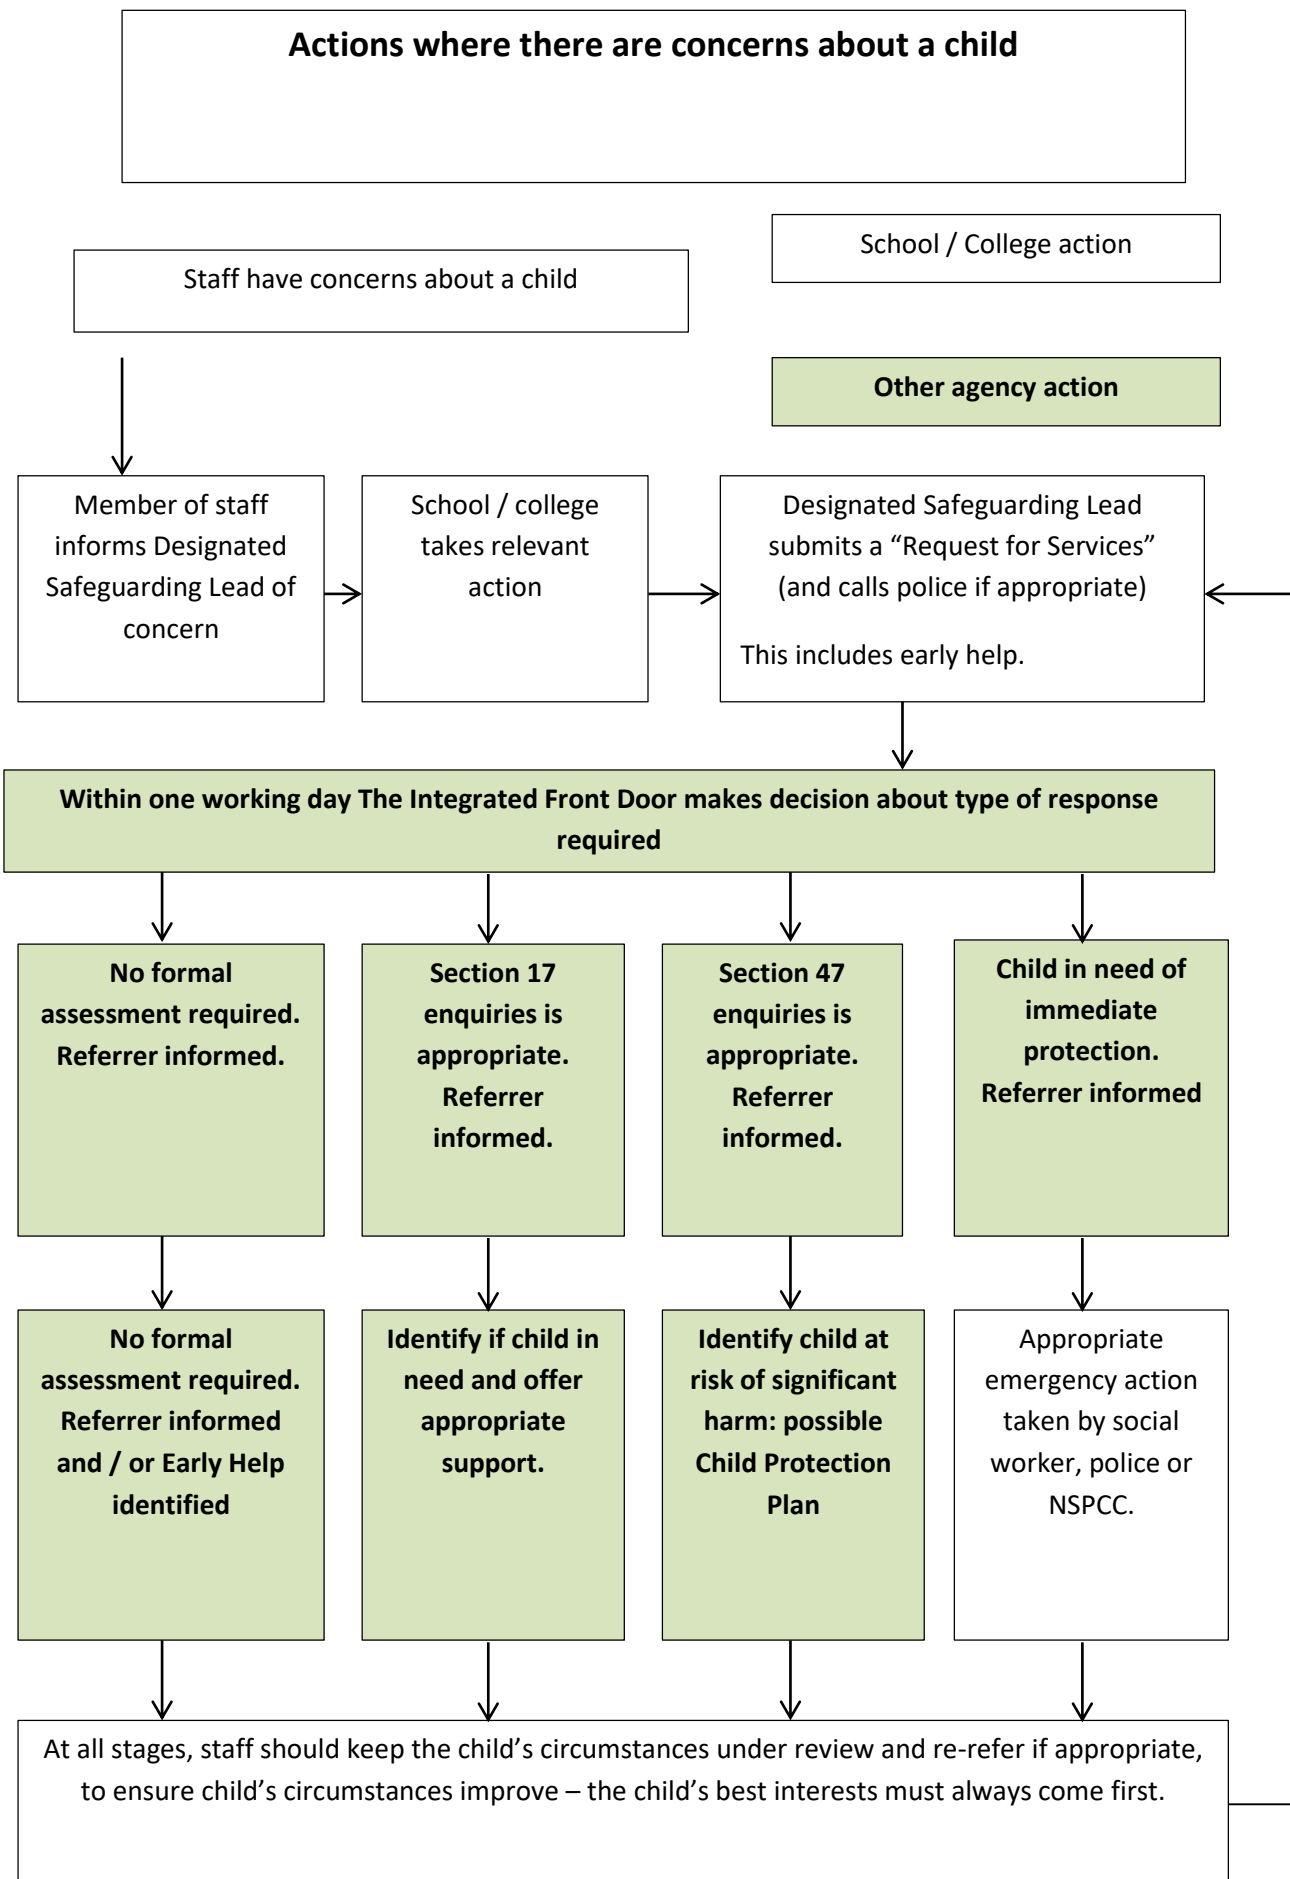 Actions where there are concerns about a child
School / College action
Staff have concerns about a child
Other agency action
Member of staff
informs Designated
Safeguarding Lead of
concern
School / college
takes relevant
action
Designated Safeguarding Lead
submits a “Request for Services”
(and calls police if appropriate)
This includes early help.
Within one working day The Integrated Front Door makes decision about type of response
required
No formal
assessment required.
Referrer informed.
Section 17
enquiries is
appropriate.
Referrer
informed.
Section 47
enquiries is
appropriate.
Referrer
informed.
Child in need of
immediate
protection.
Referrer informed
No formal
assessment required.
Referrer informed
and / or Early Help
identified
Identify if child in
need and offer
appropriate
support.
Identify child at
risk of significant
harm: possible
Child Protection
Plan
Appropriate
emergency action
taken by social
worker, police or
NSPCC.
At all stages, staff should keep the child’s circumstances under review and re-refer if appropriate,
to ensure child’s circumstances improve – the child’s best interests must always come first.